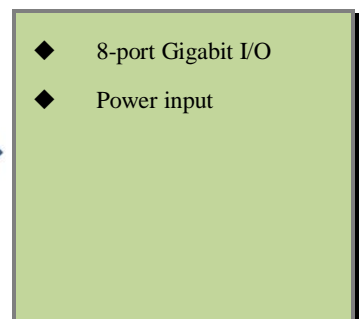 ◆ 8-port Gigabit I/O
◆ Power input